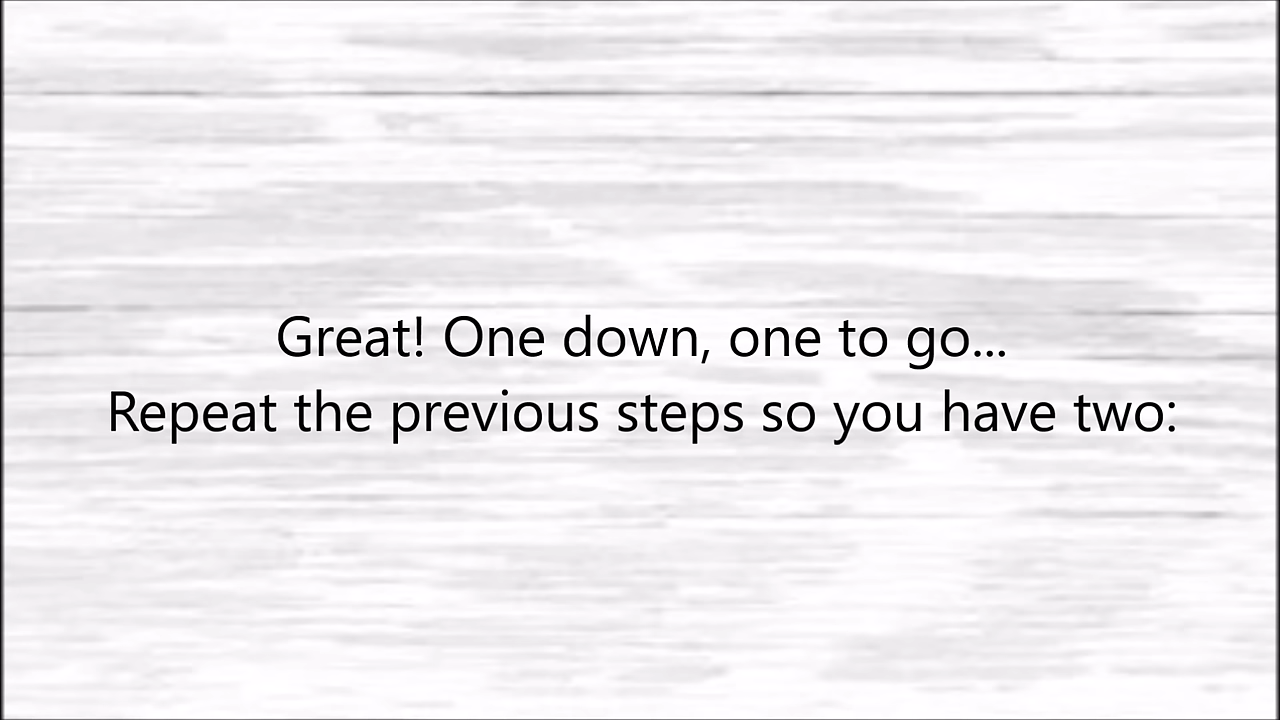 Great! One down, one to go...
Repeat the previous steps so you have two: